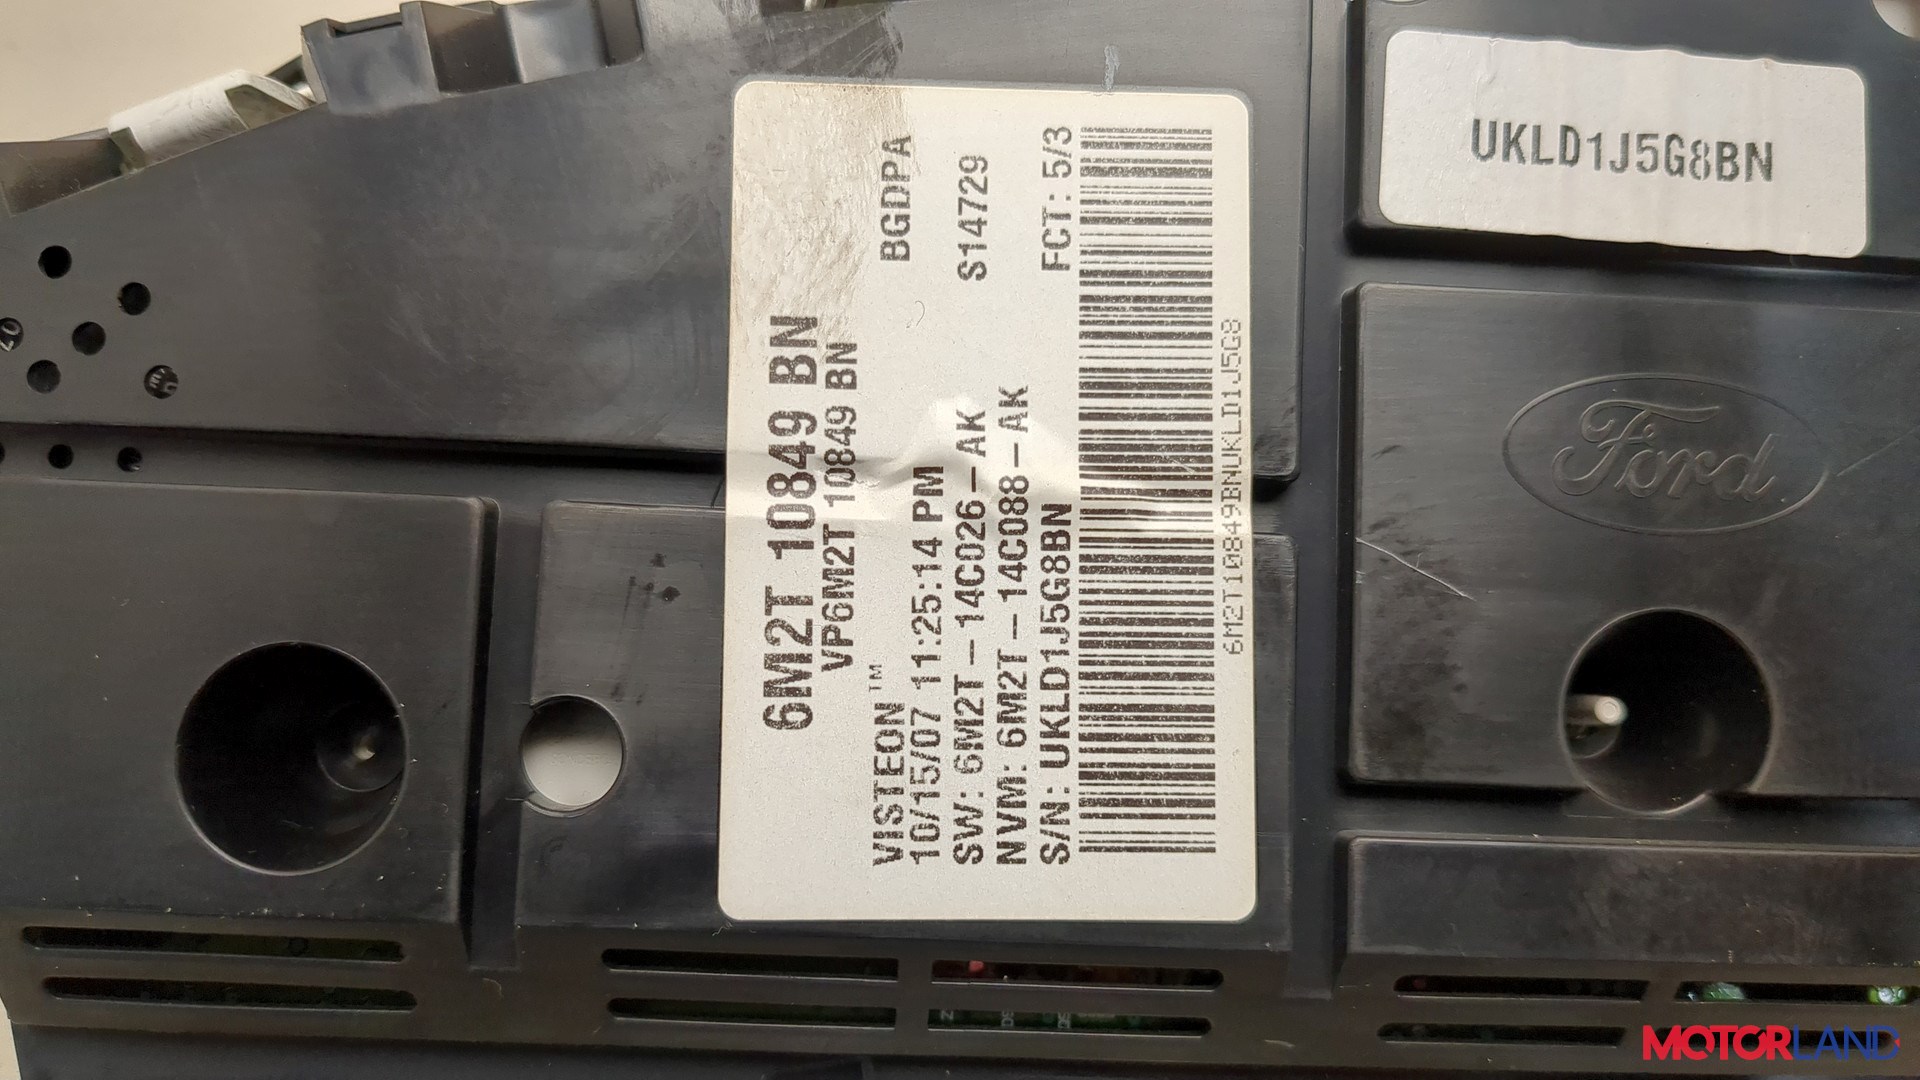 6M2T 10849 BN
VP6M2T 10849 BN
VISTEON™ BGDPA
10/15/07 11:25:14 PM
SW: 6M2T-14C026-AK S14729
NVM: 6M2T-14C088-AK
S/N: UKLD1J5G8BN FCT: 5/3
6M2T10849BNUKLD1J5G8
UKLD1J5G8BN
Ford
MOTORLAND